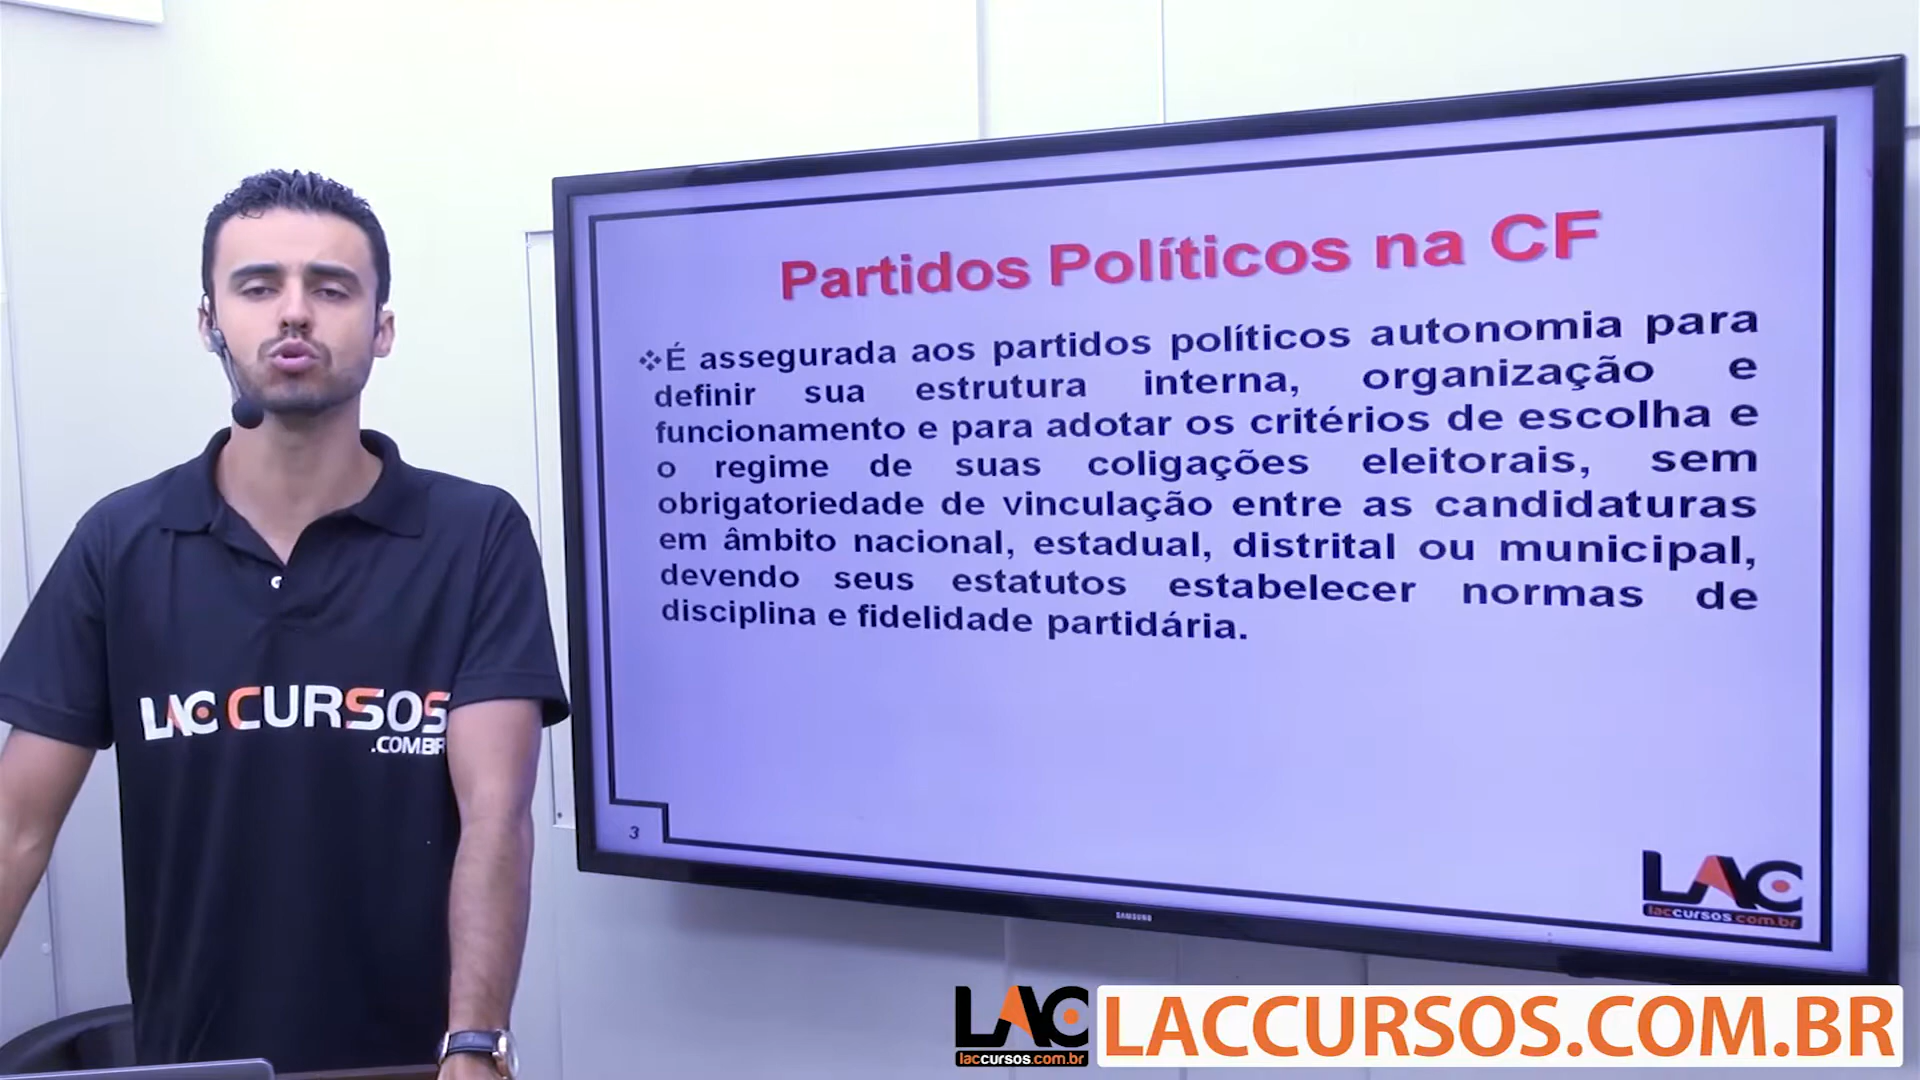 Partidos Políticos na CF
É assegurada aos partidos políticos autonomia para
definir sua estrutura interna, organização e
funcionamento e para adotar os critérios de escolha e
o regime de suas coligações eleitorais, sem
obrigatoriedade de vinculação entre as candidaturas
em âmbito nacional, estadual, distrital ou municipal,
devendo seus estatutos estabelecer normas de
disciplina e fidelidade partidária.
3
LAC
laccursos.com.br
SAMSUNG
LAC CURSOS
.COM.BR
LAC
laccursos.com.br
LACCURSOS.COM.BR